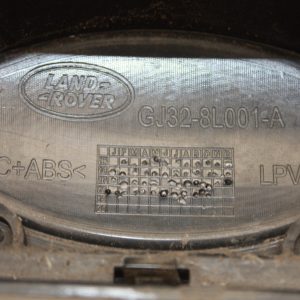 LAND-
-ROVER
GJ32-8L001-A
C+ABS<
LPV
J F M A M J J A S O N D